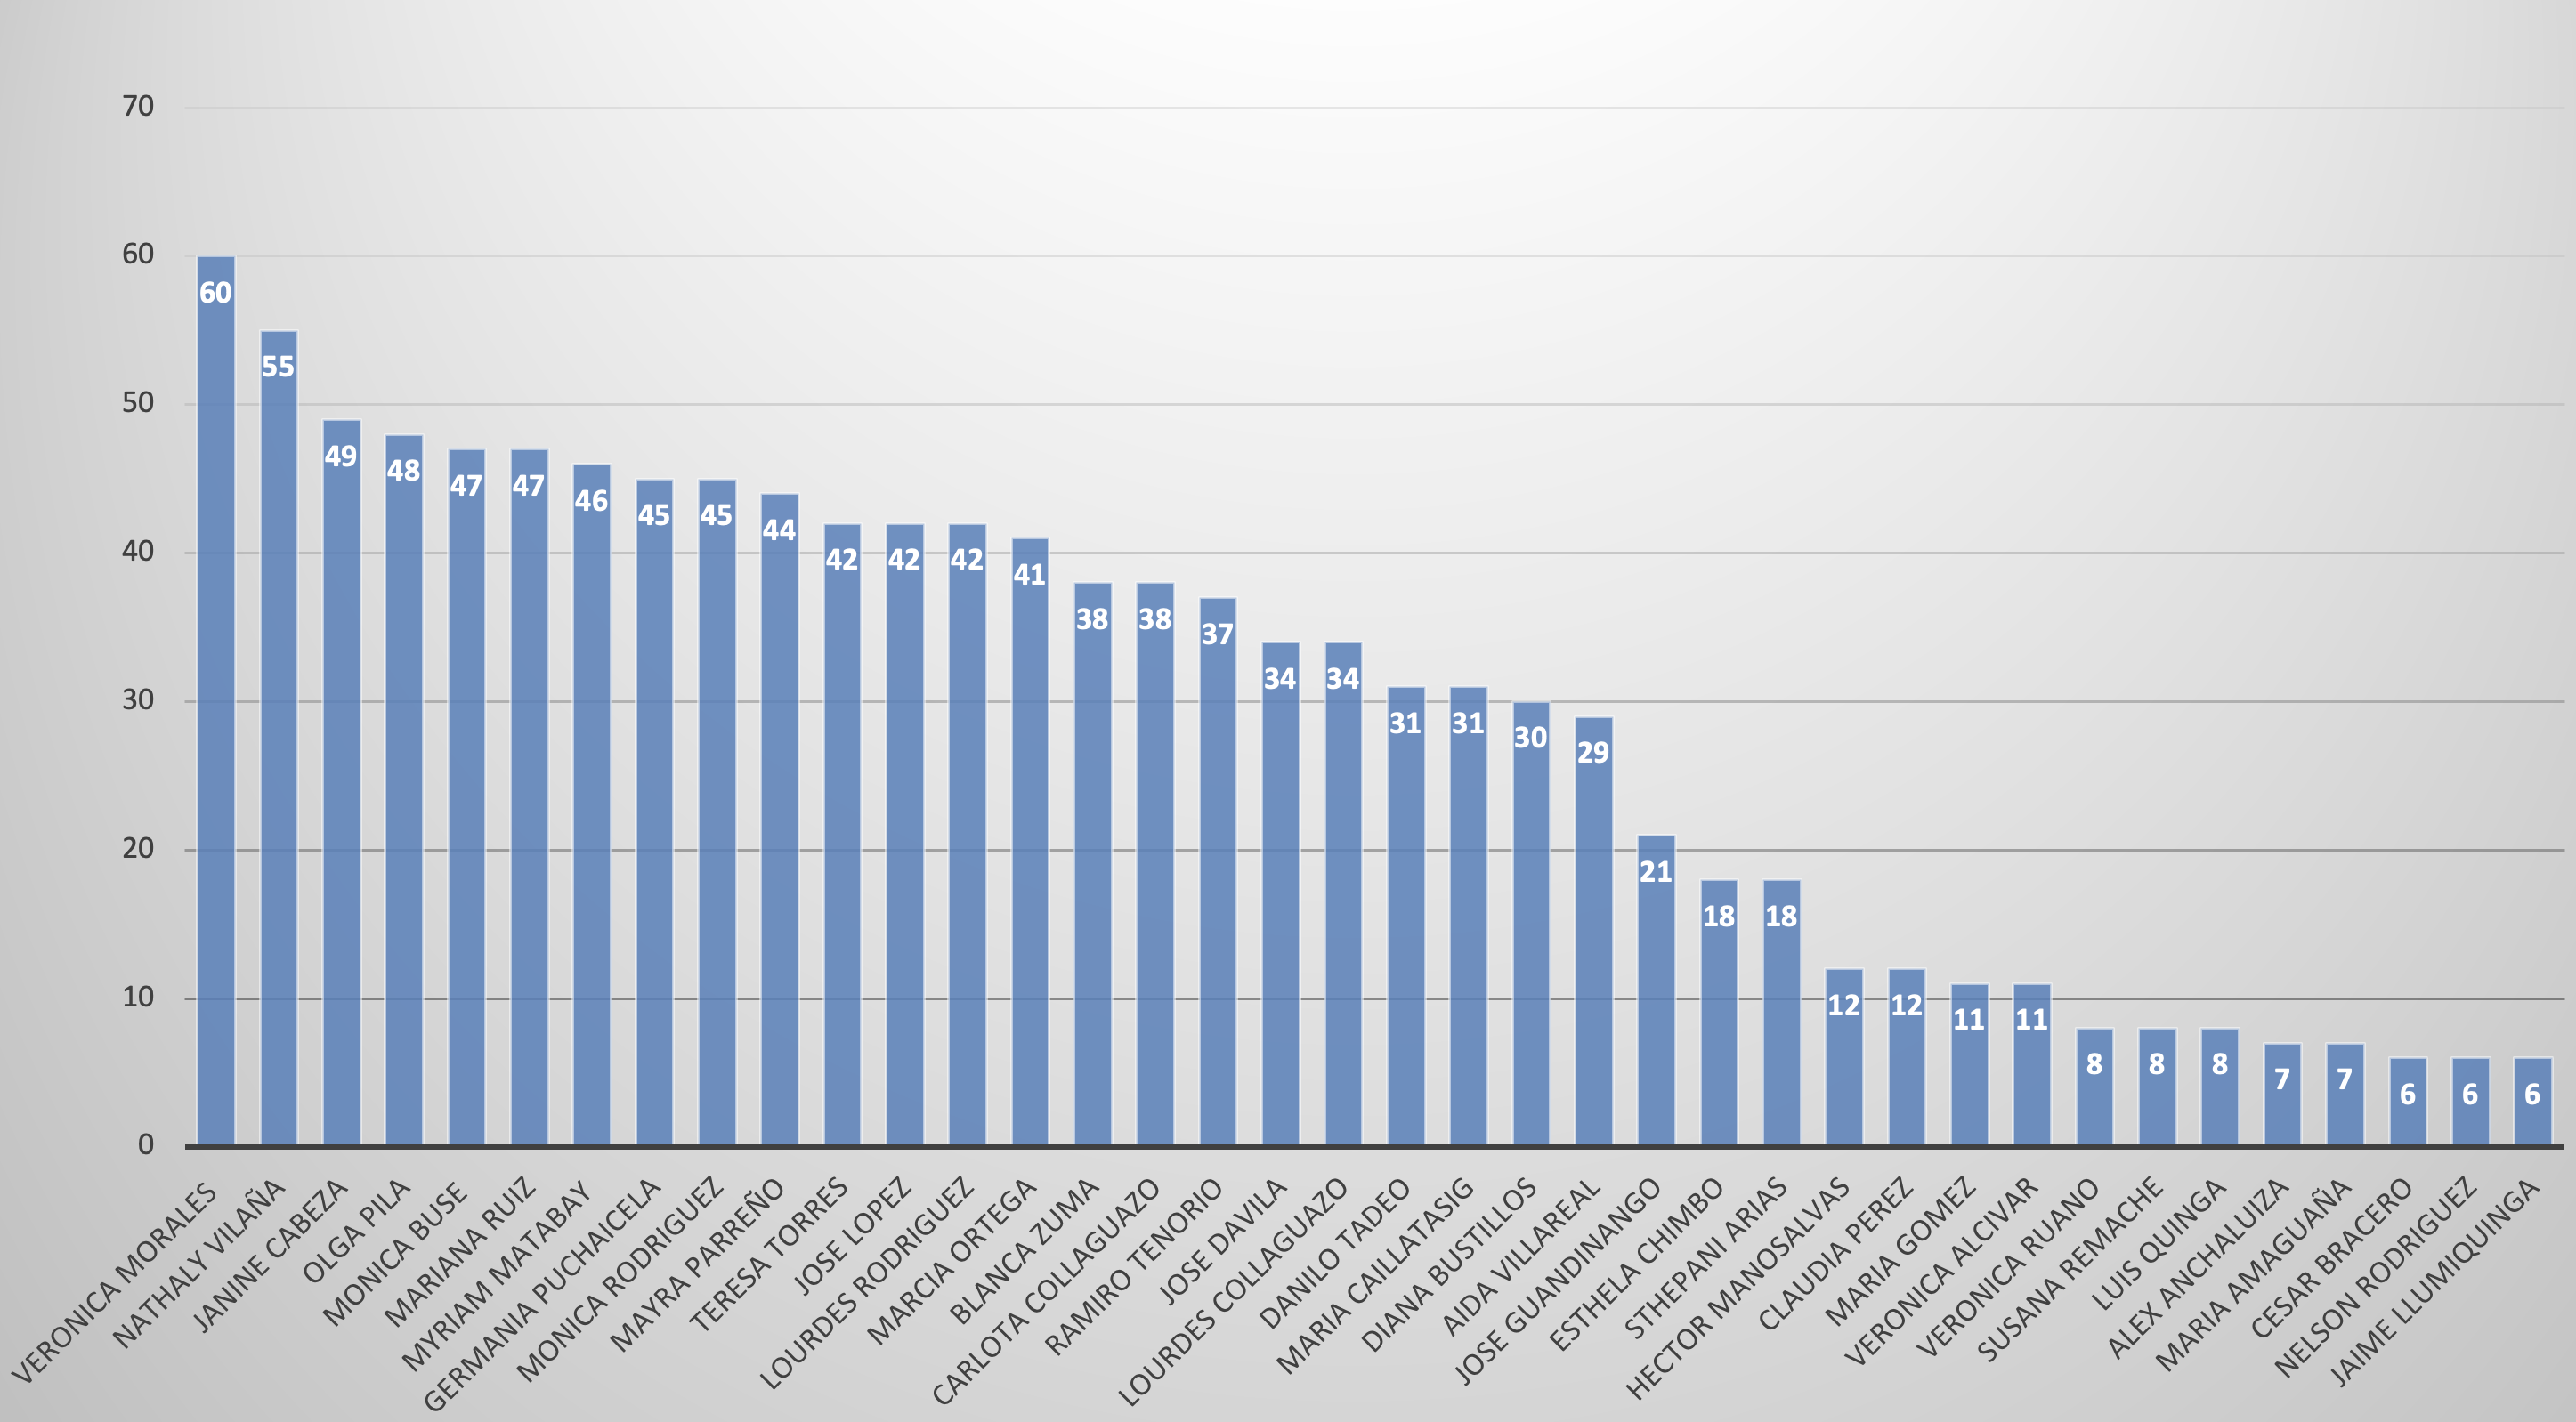 70
60
50
40
30
20
10
0
60
55
49
48
47
47
46
45
45
44
42
42
42
41
38
38
37
34
34
31
31
30
29
21
18
18
12
12
11
11
8
8
8
7
7
6
6
6
VERONICA MORALES
NATHALY VILAÑA
JANINE CABEZA
OLGA PILA
MONICA BUSE
MARIANA RUIZ
MYRIAM MATABAY
GERMANIA PUCHAICELA
MONICA RODRIGUEZ
MAYRA PARREÑO
TERESA TORRES
JOSE LOPEZ
LOURDES RODRIGUEZ
MARCIA ORTEGA
BLANCA ZUMA
CARLOTA COLLAGUAZO
RAMIRO TENORIO
JOSE DAVILA
LOURDES COLLAGUAZO
DANILO TADEO
MARIA CAILLATASIG
DIANA BUSTILLOS
AIDA VILLAREAL
JOSE GUANDINANGO
ESTHELA CHIMBO
STHEPANI ARIAS
HECTOR MANOSALVAS
CLAUDIA PEREZ
MARIA GOMEZ
VERONICA ALCIVAR
VERONICA RUANO
SUSANA REMACHE
LUIS QUINGA
ALEX ANCHALUIZA
MARIA AMAGUAÑA
CESAR BRACERO
NELSON RODRIGUEZ
JAIME LLUMIQUINGA